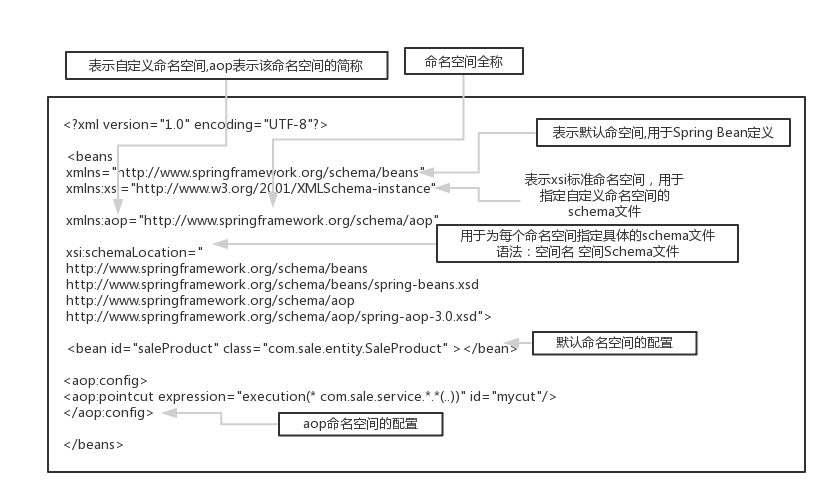 表示自定义命名空间,aop表示该命名空间的简称
命名空间全称
<?xml version="1.0" encoding="UTF-8"?>
表示默认命空间,用于Spring Bean定义
<beans
xmlns="http://www.springframework.org/schema/beans"
xmlns:xsi="http://www.w3.org/2001/XMLSchema-instance"
表示xsi标准命名空间，用于
指定自定义命名空间的
schema文件
xmlns:aop="http://www.springframework.org/schema/aop"
用于为每个命名空间指定具体的schema文件
语法：空间名 空间Schema文件
xsi:schemaLocation="
http://www.springframework.org/schema/beans
http://www.springframework.org/schema/beans/spring-beans.xsd
http://www.springframework.org/schema/aop
http://www.springframework.org/schema/aop/spring-aop-3.0.xsd">
<bean id="saleProduct" class="com.sale.entity.SaleProduct" ></bean>
默认命名空间的配置
<aop:config>
<aop:pointcut expression="execution(* com.sale.service.*.*(..))" id="mycut"/>
</aop:config>
aop命名空间的配置
</beans>